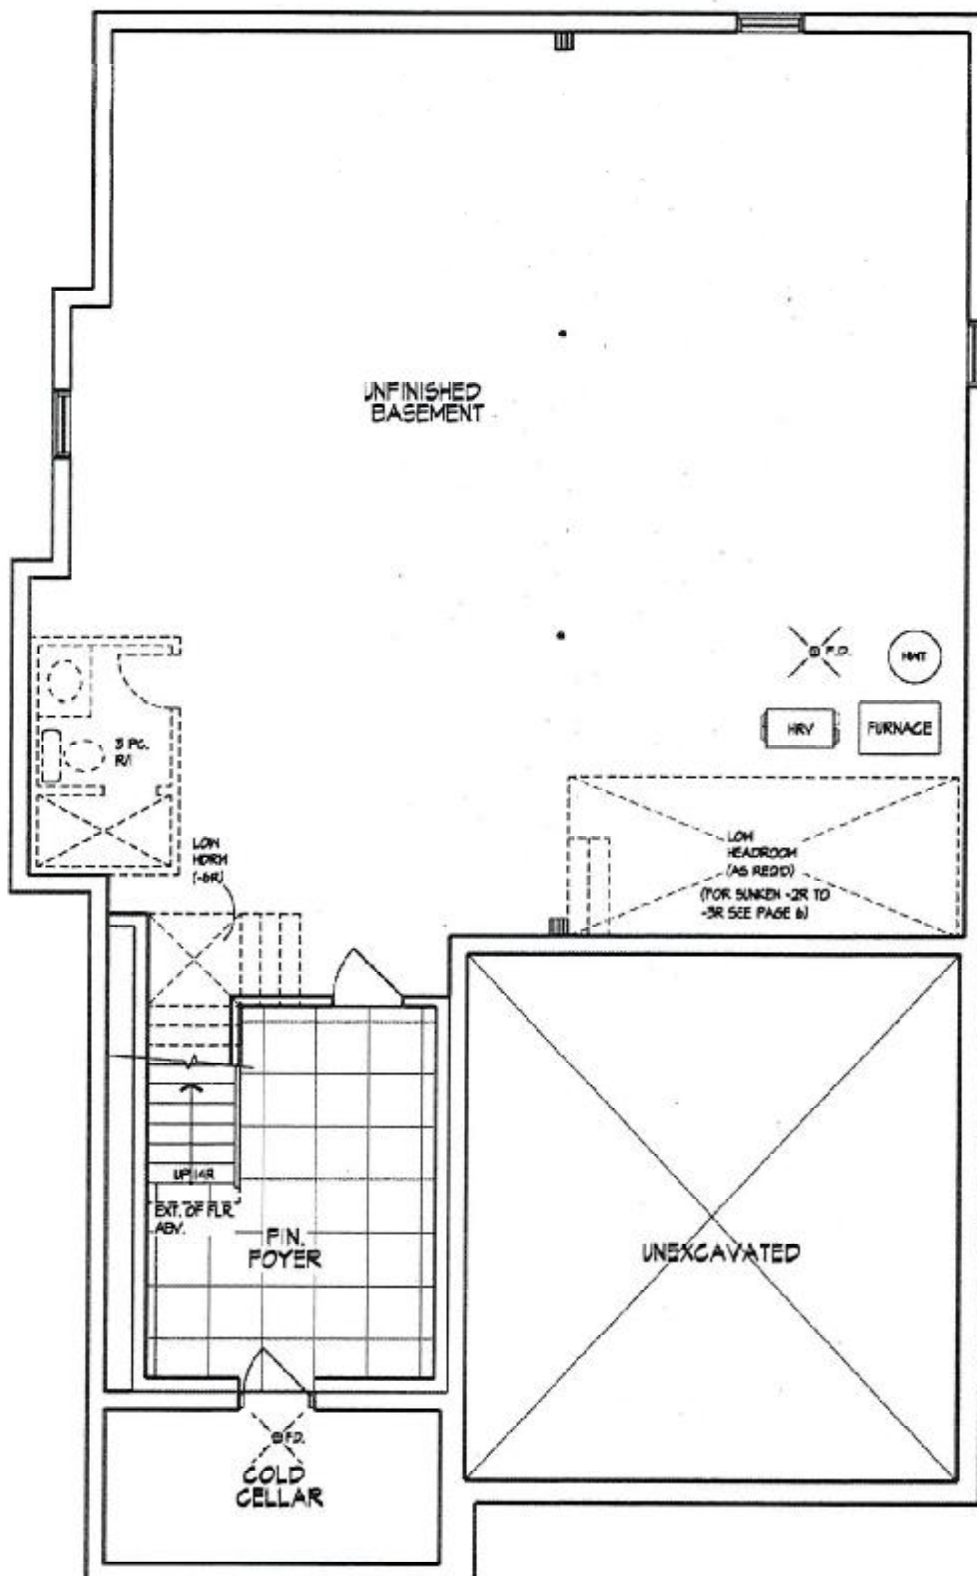 UNFINISHED
BASEMENT
F.D.
HWT
HRV
FURNACE
3 PC.
R/I
LOW
HDRM
(-6R)
LOW
HEADROOM
(AS REQ'D)
(FOR SUNKEN -2R TO
-3R SEE PAGE 6)
UP 14R
EXT. OF FLR.
ABV.
FIN.
FOYER
UNEXCAVATED
F.D.
COLD
CELLAR